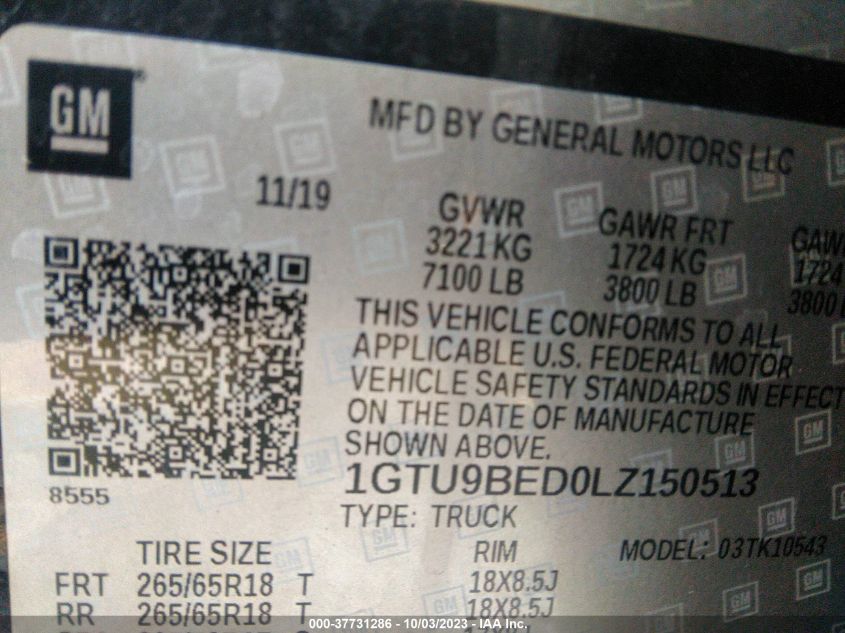 GM
MFD BY GENERAL MOTORS LLC
11/19
GVWR GAWR FRT
3221 KG 1724 KG 1724
7100 LB 3800 LB 3800
THIS VEHICLE CONFORMS TO ALL
APPLICABLE U.S. FEDERAL MOTOR
VEHICLE SAFETY STANDARDS IN EFFECT
ON THE DATE OF MANUFACTURE
SHOWN ABOVE.
8555
1GTU9BED0LZ150513
TYPE: TRUCK
TIRE SIZE RIM MODEL: 03TK10543
FRT 265/65R18 T 18X8.5J
RR 265/65R18 T 18X8.5J
000-37731286 - 10/03/2023 - IAA Inc.